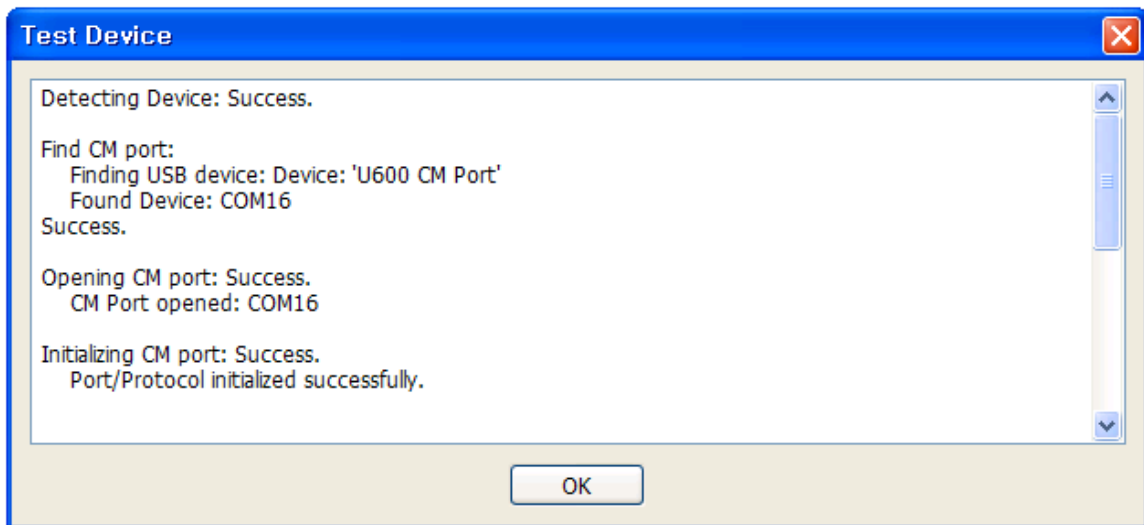 Test Device
Detecting Device: Success.
Find CM port:
Finding USB device: Device: 'U600 CM Port'
Found Device: COM16
Success.
Opening CM port: Success.
CM Port opened: COM16
Initializing CM port: Success.
Port/Protocol initialized successfully.
OK